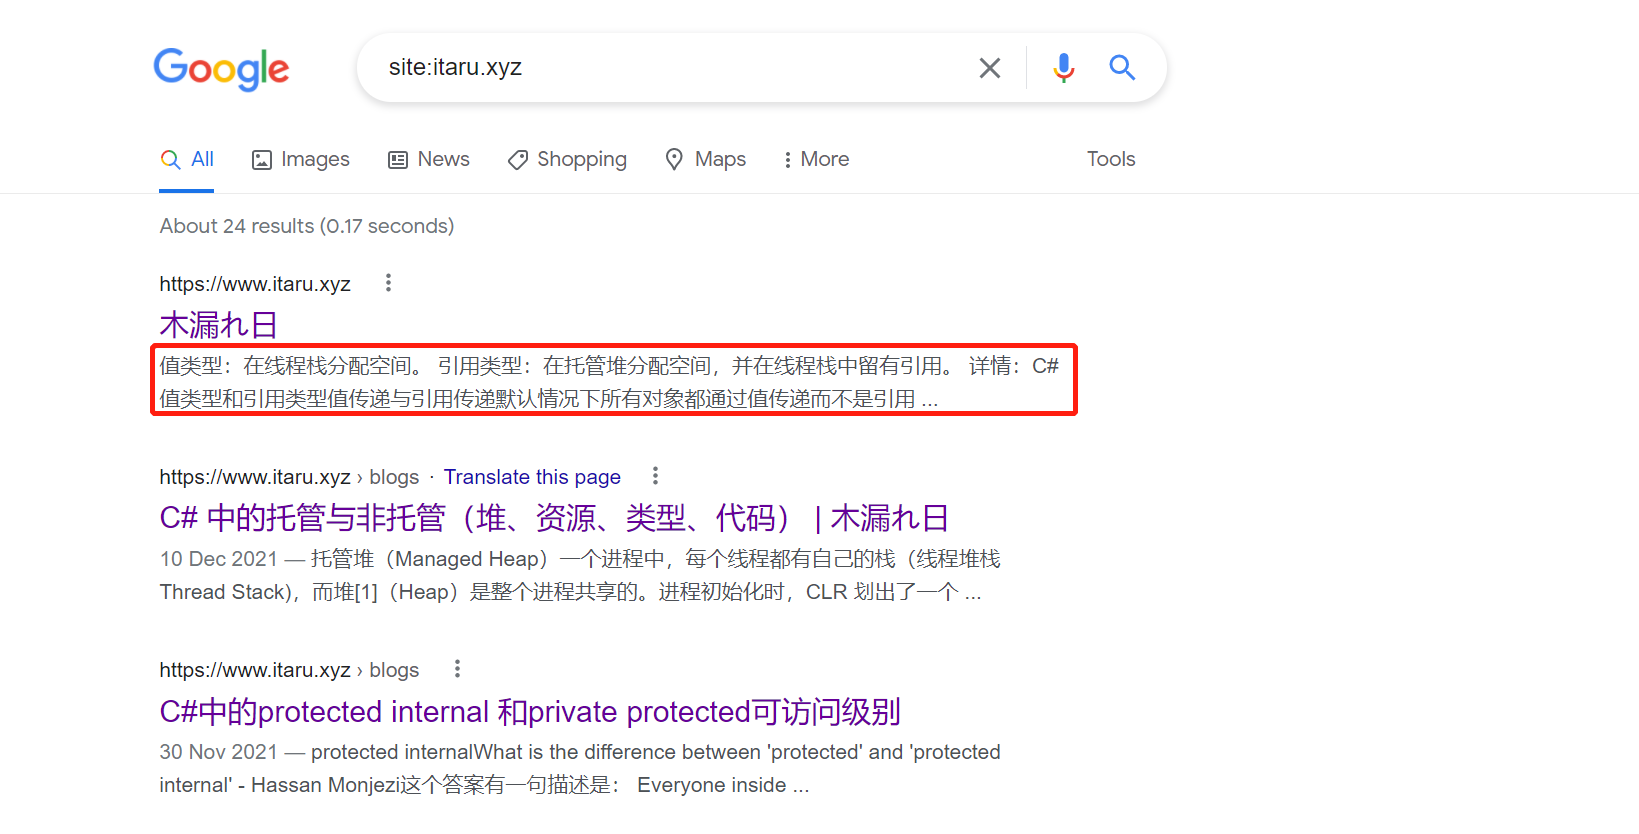 Google
site:itaru.xyz
All Images News Shopping Maps More Tools
About 24 results (0.17 seconds)
https://www.itaru.xyz
木漏れ日
值类型：在线程栈分配空间。 引用类型：在托管堆分配空间，并在线程栈中留有引用。 详情：C#
值类型和引用类型值传递与引用传递默认情况下所有对象都通过值传递而不是引用 ...
https://www.itaru.xyz › blogs · Translate this page
C# 中的托管与非托管（堆、资源、类型、代码） | 木漏れ日
10 Dec 2021 — 托管堆（Managed Heap）一个进程中，每个线程都有自己的栈（线程堆栈
Thread Stack)，而堆[1]（Heap）是整个进程共享的。进程初始化时，CLR 划出了一个 ...
https://www.itaru.xyz › blogs
C#中的protected internal 和private protected可访问级别
30 Nov 2021 — protected internalWhat is the difference between 'protected' and 'protected
internal' - Hassan Monjezi这个答案有一句描述是： Everyone inside ...